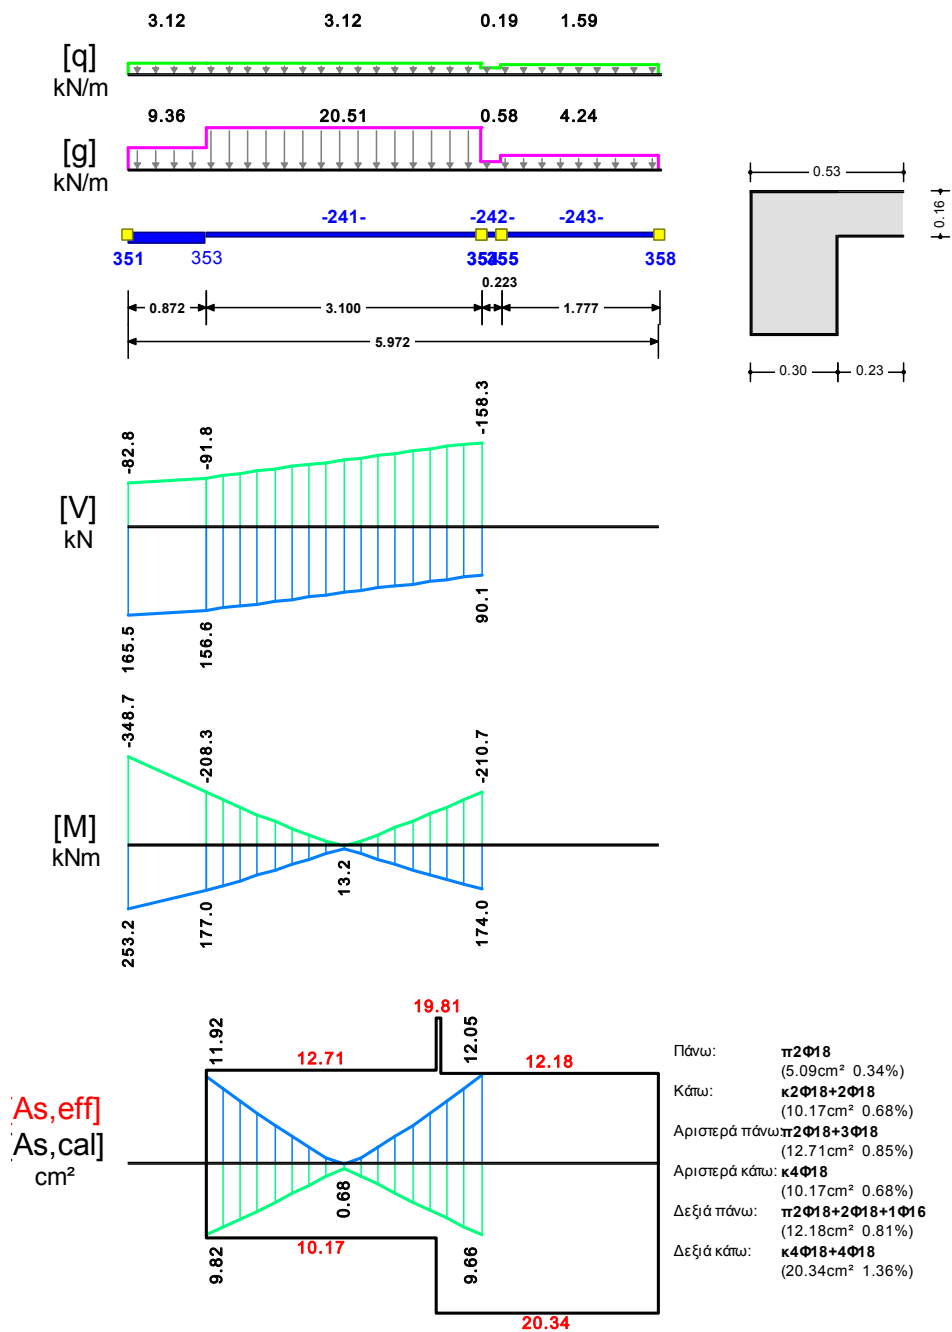 3.12 3.12 0.19 1.59
[q]
kN/m
9.36 20.51 0.58 4.24
[g]
kN/m
0.53
0.16
-241- -242- -243-
351 353 355 358
0.223
0.872 3.100 1.777
5.972
0.30 0.23
-82.8 -91.8 -158.3
[V]
kN
165.5 156.6 90.1
-348.7 -208.3 -210.7
[M]
kNm
253.2 177.0 13.2 174.0
19.81
11.92 12.71 12.05 12.18
[As,eff]
[As,cal]
cm²
0.68
9.82 10.17 9.66
20.34
Πάνω: π2Φ18
(5.09cm² 0.34%)
Κάτω: κ2Φ18+2Φ18
(10.17cm² 0.68%)
Αριστερά πάνω: π2Φ18+3Φ18
(12.71cm² 0.85%)
Αριστερά κάτω: κ4Φ18
(10.17cm² 0.68%)
Δεξιά πάνω: π2Φ18+2Φ18+1Φ16
(12.18cm² 0.81%)
Δεξιά κάτω: κ4Φ18+4Φ18
(20.34cm² 1.36%)